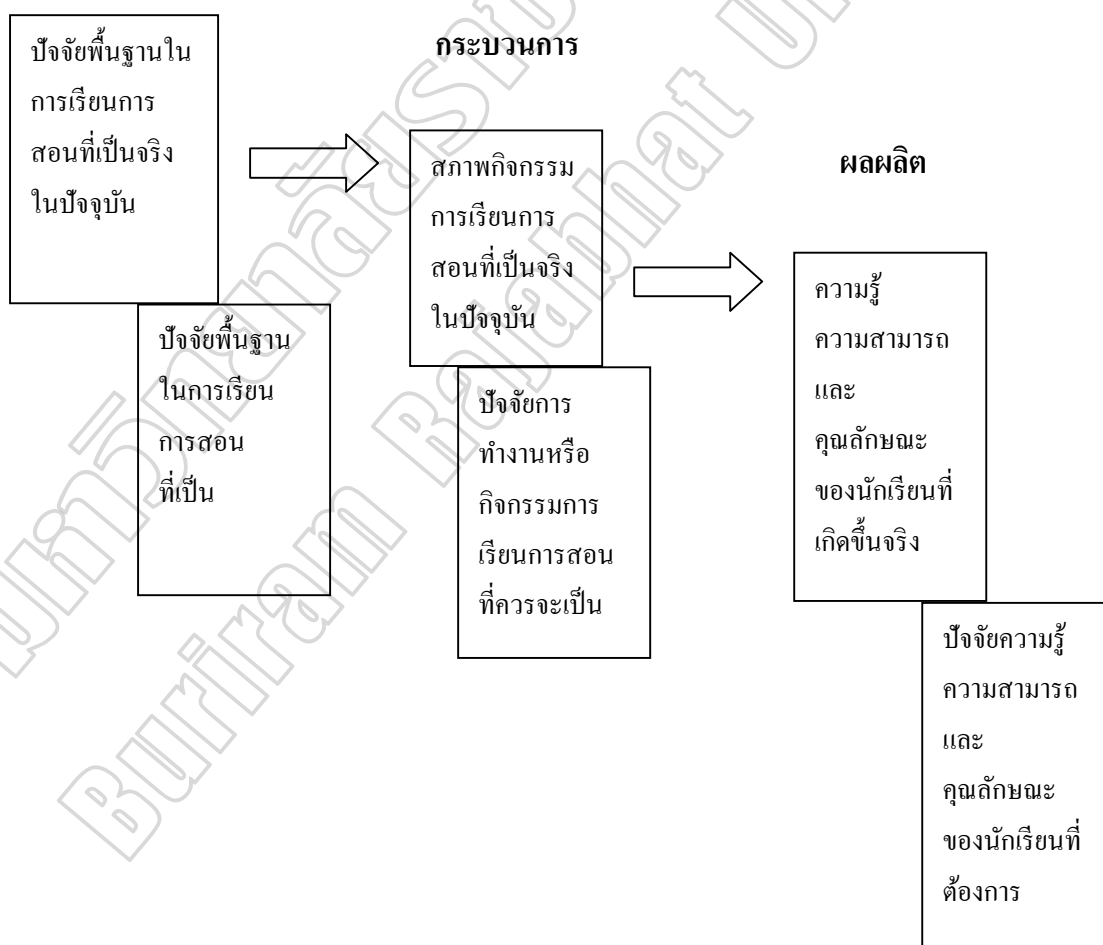 ปัจจัยพื้นฐานใน
การเรียนการ
สอนที่เป็นจริง
ในปัจจุบัน
ปัจจัยพื้นฐาน
ในการเรียน
การสอน
ที่เป็น
กระบวนการ
สภาพกิจกรรม
การเรียนการ
สอนที่เป็นจริง
ในปัจจุบัน
ปัจจัยการ
ทำงานหรือ
กิจกรรมการ
เรียนการสอน
ที่ควรจะเป็น
ผลผลิต
ความรู้
ความสามารถ
และ
คุณลักษณะ
ของนักเรียนที่
เกิดขึ้นจริง
ปัจจัยความรู้
ความสามารถ
และ
คุณลักษณะ
ของนักเรียนที่
ต้องการ
Buriram Rajabhat